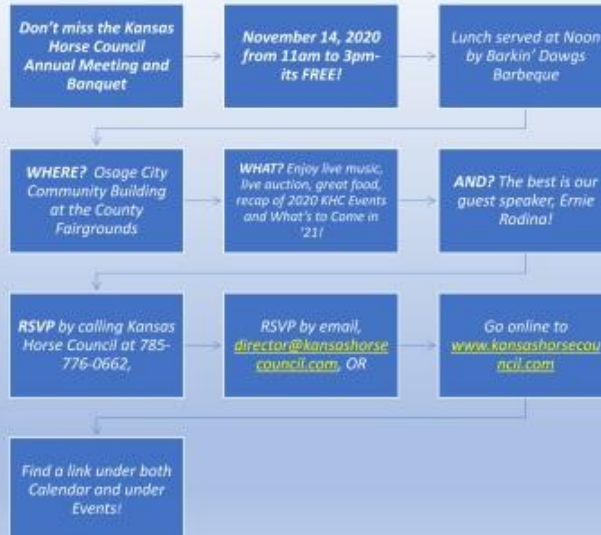 Don't miss the Kansas
Horse Council
Annual Meeting and
Banquet
November 14, 2020
from 11am to 3pm-
its FREE!
Lunch served at Noon
by Barkin' Dawgs
Barbeque
WHERE? Osage City
Community Building
at the County
Fairgrounds
WHAT? Enjoy live music,
live auction, great food,
recap of 2020 KHC Events
and What's to Come in
'21!
AND? The best is our
guest speaker, Ernie
Rodina!
RSVP by calling Kansas
Horse Council at 785-
776-0662,
RSVP by email,
director@kansashorse
council.com, OR
Go online to
www.kansashorsecou
ncil.com
Find a link under both
Calendar and under
Events!